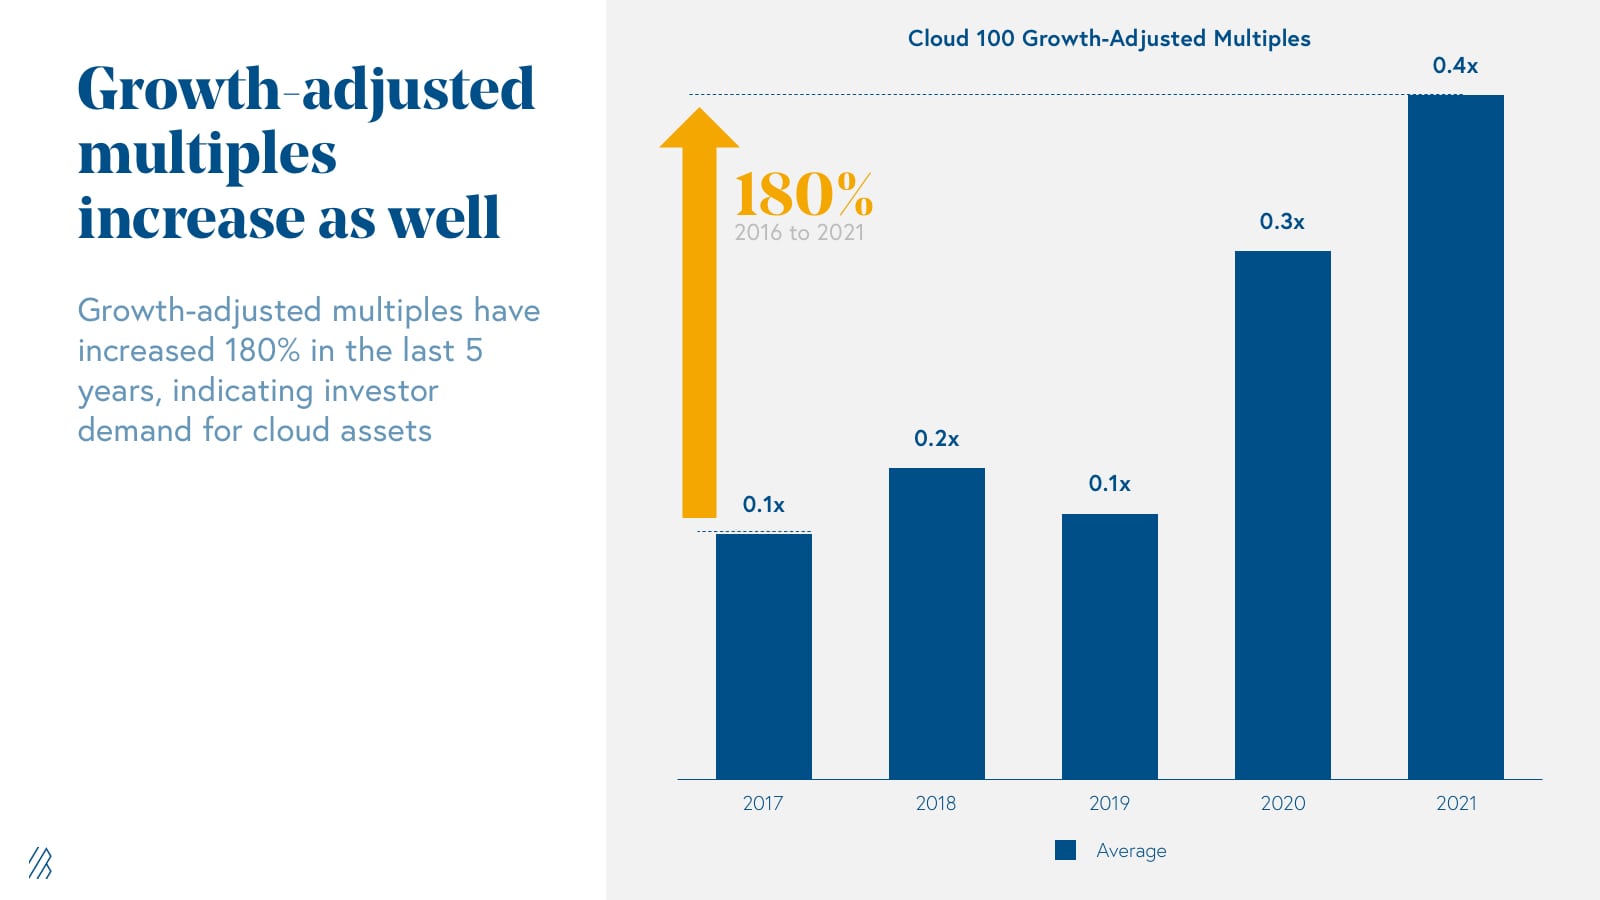 Growth-adjusted
multiples
increase as well
Growth-adjusted multiples have
increased 180% in the last 5
years, indicating investor
demand for cloud assets
Cloud 100 Growth-Adjusted Multiples
0.4x
180%
2016 to 2021
0.3x
0.2x
0.1x
0.1x
2017
2018
2019
2020
2021
Average